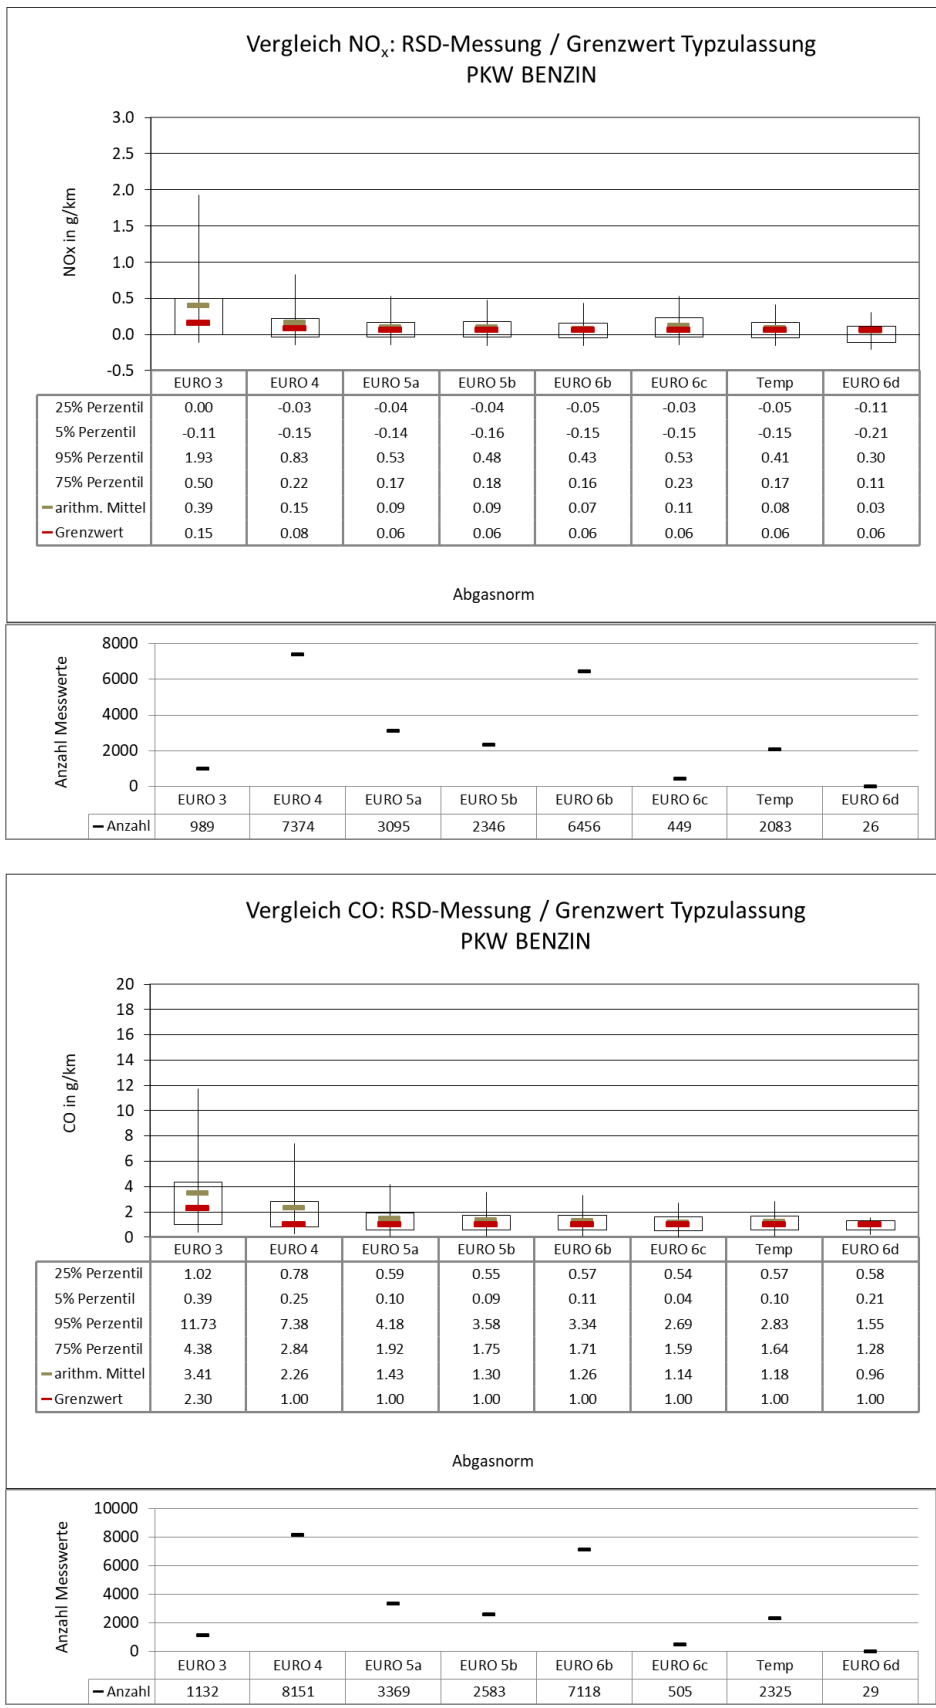 Vergleich NOx: RSD-Messung / Grenzwert Typzulassung
PKW BENZIN
NOx in g/km
3.0
2.5
2.0
1.5
1.0
0.5
0.0
-0.5
EURO 3 EURO 4 EURO 5a EURO 5b EURO 6b EURO 6c Temp EURO 6d
25% Perzentil 0.00 -0.03 -0.04 -0.04 -0.05 -0.03 -0.05 -0.11
5% Perzentil -0.11 -0.15 -0.14 -0.16 -0.15 -0.15 -0.15 -0.21
95% Perzentil 1.93 0.83 0.53 0.48 0.43 0.53 0.41 0.30
75% Perzentil 0.50 0.22 0.17 0.18 0.16 0.23 0.17 0.11
arithm. Mittel 0.39 0.15 0.09 0.09 0.07 0.11 0.08 0.03
Grenzwert 0.15 0.08 0.06 0.06 0.06 0.06 0.06 0.06
Abgasnorm
Anzahl Messwerte
8000
6000
4000
2000
0
EURO 3 EURO 4 EURO 5a EURO 5b EURO 6b EURO 6c Temp EURO 6d
Anzahl 989 7374 3095 2346 6456 449 2083 26
Vergleich CO: RSD-Messung / Grenzwert Typzulassung
PKW BENZIN
CO in g/km
20
18
16
14
12
10
8
6
4
2
0
EURO 3 EURO 4 EURO 5a EURO 5b EURO 6b EURO 6c Temp EURO 6d
25% Perzentil 1.02 0.78 0.59 0.55 0.57 0.54 0.57 0.58
5% Perzentil 0.39 0.25 0.10 0.09 0.11 0.04 0.10 0.21
95% Perzentil 11.73 7.38 4.18 3.58 3.34 2.69 2.83 1.55
75% Perzentil 4.38 2.84 1.92 1.75 1.71 1.59 1.64 1.28
arithm. Mittel 3.41 2.26 1.43 1.30 1.26 1.14 1.18 0.96
Grenzwert 2.30 1.00 1.00 1.00 1.00 1.00 1.00 1.00
Abgasnorm
Anzahl Messwerte
10000
8000
6000
4000
2000
0
EURO 3 EURO 4 EURO 5a EURO 5b EURO 6b EURO 6c Temp EURO 6d
Anzahl 1132 8151 3369 2583 7118 505 2325 29